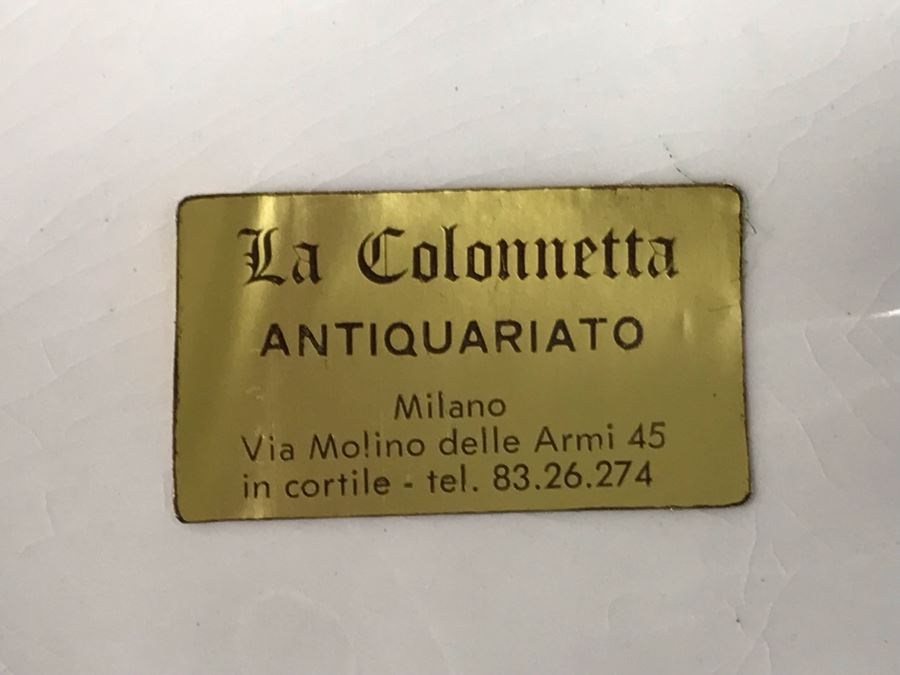 La Colonnetta
ANTIQUARIATO
Milano
Via Molino delle Armi 45
in cortile - tel. 83.26.274